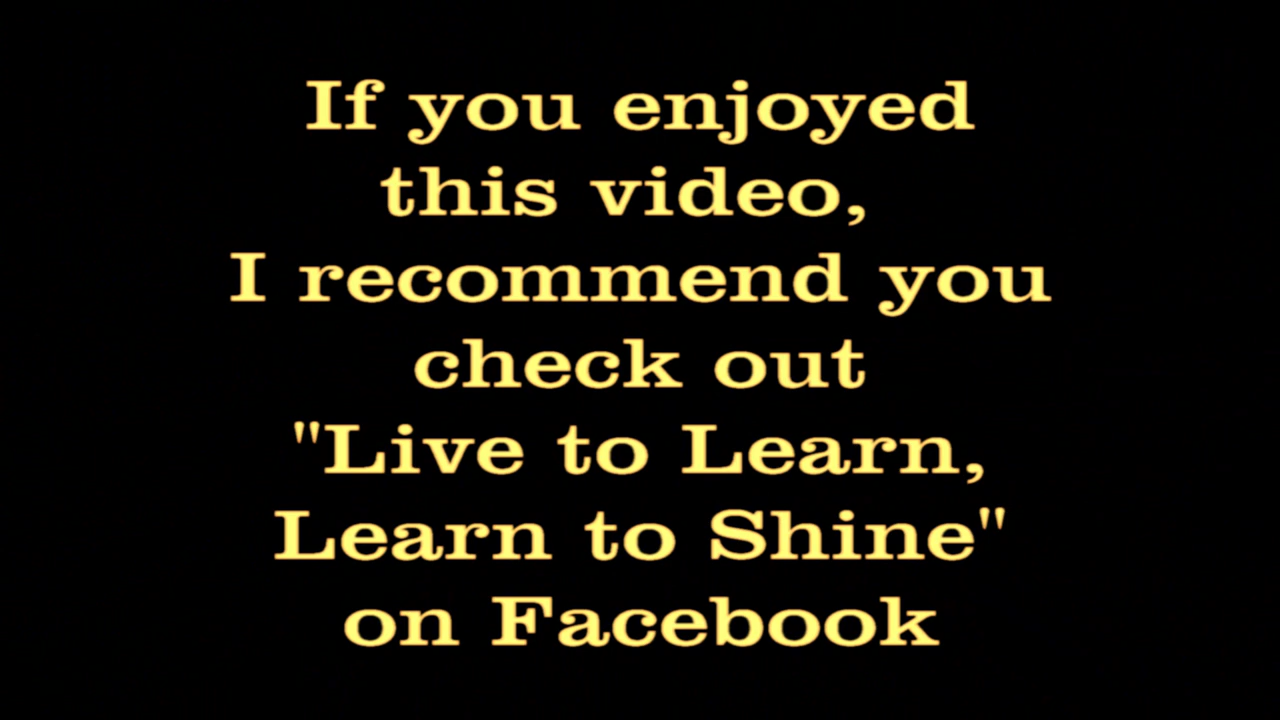 If you enjoyed
this video,
I recommend you
check out
"Live to Learn,
Learn to Shine"
on Facebook